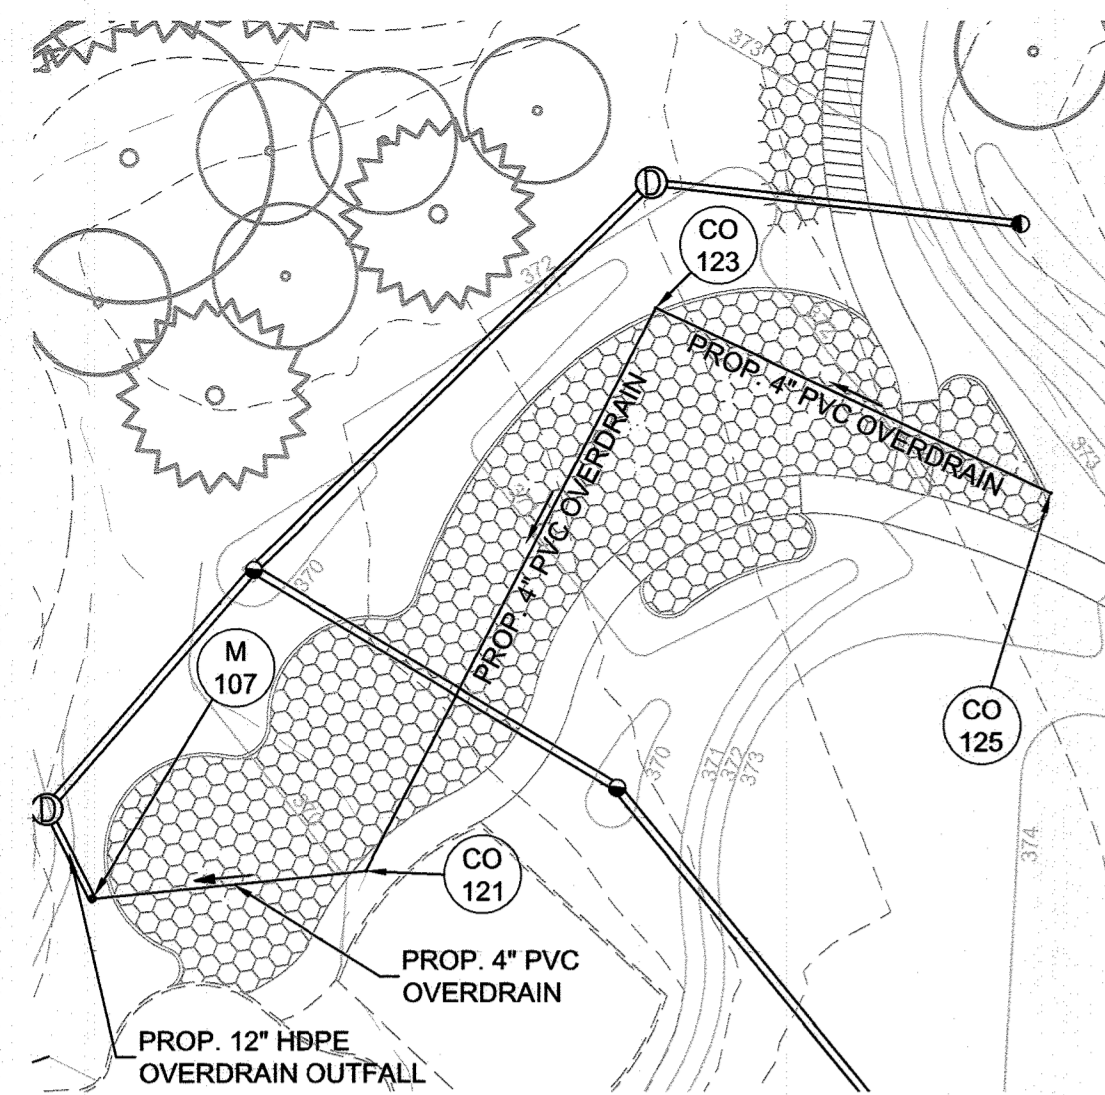 373
D
CO
123
372
372
PROP. 4" PVC OVERDRAIN
PROP. 4" PVC OVERDRAIN
373
370
M
107
CO
125
370
371
372
373
D
374
CO
121
PROP. 4" PVC
OVERDRAIN
PROP. 12" HDPE
OVERDRAIN OUTFALL